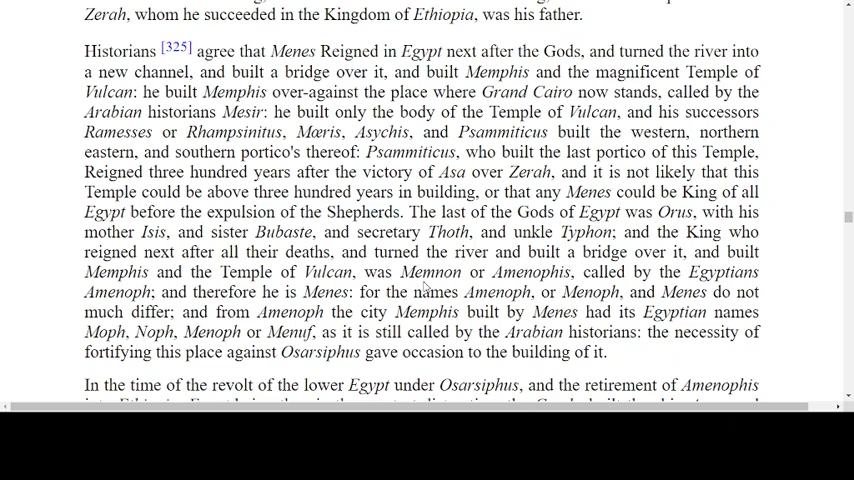 Zerah, whom he succeeded in the Kingdom of Ethiopia, was his father.
Historians [325] agree that Menes Reigned in Egypt next after the Gods, and turned the river into
a new channel, and built a bridge over it, and built Memphis and the magnificent Temple of
Vulcan: he built Memphis over-against the place where Grand Cairo now stands, called by the
Arabian historians Mesir: he built only the body of the Temple of Vulcan, and his successors
Ramesses or Rhampsinitus, Mœris, Asychis, and Psammiticus built the western, northern
eastern, and southern portico's thereof: Psammiticus, who built the last portico of this Temple,
Reigned three hundred years after the victory of Asa over Zerah, and it is not likely that this
Temple could be above three hundred years in building, or that any Menes could be King of all
Egypt before the expulsion of the Shepherds. The last of the Gods of Egypt was Orus, with his
mother Isis, and sister Bubaste, and secretary Thoth, and unkle Typhon; and the King who
reigned next after all their deaths, and turned the river and built a bridge over it, and built
Memphis and the Temple of Vulcan, was Memnon or Amenophis, called by the Egyptians
Amenoph; and therefore he is Menes: for the names Amenoph, or Menoph, and Menes do not
much differ; and from Amenoph the city Memphis built by Menes had its Egyptian names
Moph, Noph, Menoph or Menuf, as it is still called by the Arabian historians: the necessity of
fortifying this place against Osarsiphus gave occasion to the building of it.
In the time of the revolt of the lower Egypt under Osarsiphus, and the retirement of Amenophis